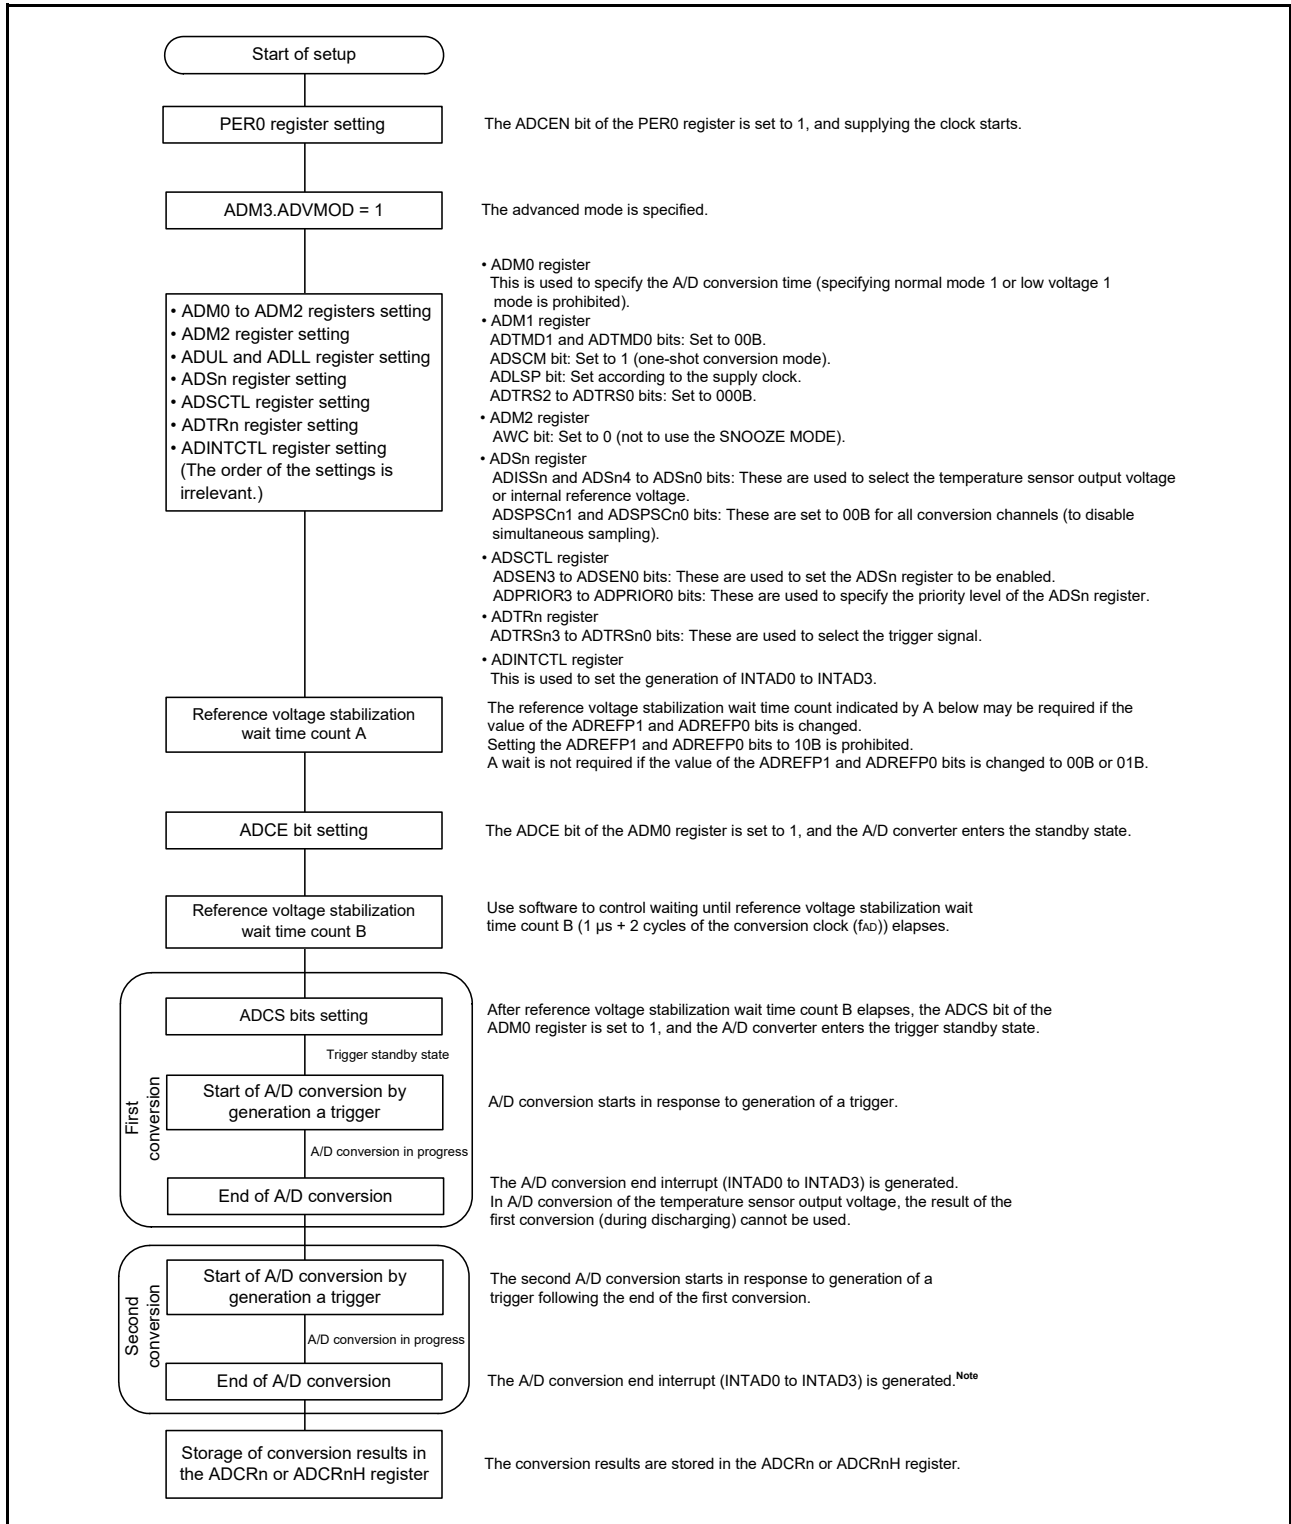 Start of setup
PER0 register setting
The ADCEN bit of the PER0 register is set to 1, and supplying the clock starts.
ADM3.ADVMOD = 1
The advanced mode is specified.
• ADM0 to ADM2 registers setting
• ADM2 register setting
• ADUL and ADLL register setting
• ADSn register setting
• ADSCTL register setting
• ADTRn register setting
• ADINTCTL register setting
(The order of the settings is
irrelevant.)
• ADM0 register
This is used to specify the A/D conversion time (specifying normal mode 1 or low voltage 1
mode is prohibited).
• ADM1 register
ADTMD1 and ADTMD0 bits: Set to 00B.
ADSCM bit: Set to 1 (one-shot conversion mode).
ADLSP bit: Set according to the supply clock.
ADTRS2 to ADTRS0 bits: Set to 000B.
• ADM2 register
AWC bit: Set to 0 (not to use the SNOOZE MODE).
• ADSn register
ADISSn and ADSn4 to ADSn0 bits: These are used to select the temperature sensor output voltage
or internal reference voltage.
ADSPSCn1 and ADSPSCn0 bits: These are set to 00B for all conversion channels (to disable
simultaneous sampling).
• ADSCTL register
ADSEN3 to ADSEN0 bits: These are used to set the ADSn register to be enabled.
ADPRIOR3 to ADPRIOR0 bits: These are used to specify the priority level of the ADSn register.
• ADTRn register
ADTRSn3 to ADTRSn0 bits: These are used to select the trigger signal.
• ADINTCTL register
This is used to set the generation of INTAD0 to INTAD3.
Reference voltage stabilization
wait time count A
The reference voltage stabilization wait time count indicated by A below may be required if the
value of the ADREFP1 and ADREFP0 bits is changed.
Setting the ADREFP1 and ADREFP0 bits to 10B is prohibited.
A wait is not required if the value of the ADREFP1 and ADREFP0 bits is changed to 00B or 01B.
ADCE bit setting
The ADCE bit of the ADM0 register is set to 1, and the A/D converter enters the standby state.
Reference voltage stabilization
wait time count B
Use software to control waiting until reference voltage stabilization wait
time count B (1 µs + 2 cycles of the conversion clock (fAD)) elapses.
First
conversion
ADCS bits setting
After reference voltage stabilization wait time count B elapses, the ADCS bit of the
ADM0 register is set to 1, and the A/D converter enters the trigger standby state.
Trigger standby state
Start of A/D conversion by
generation a trigger
A/D conversion starts in response to generation of a trigger.
A/D conversion in progress
End of A/D conversion
The A/D conversion end interrupt (INTAD0 to INTAD3) is generated.
In A/D conversion of the temperature sensor output voltage, the result of the
first conversion (during discharging) cannot be used.
Second
conversion
Start of A/D conversion by
generation a trigger
The second A/D conversion starts in response to generation of a
trigger following the end of the first conversion.
A/D conversion in progress
End of A/D conversion
The A/D conversion end interrupt (INTAD0 to INTAD3) is generated.Note
Storage of conversion results in
the ADCRn or ADCRnH register
The conversion results are stored in the ADCRn or ADCRnH register.